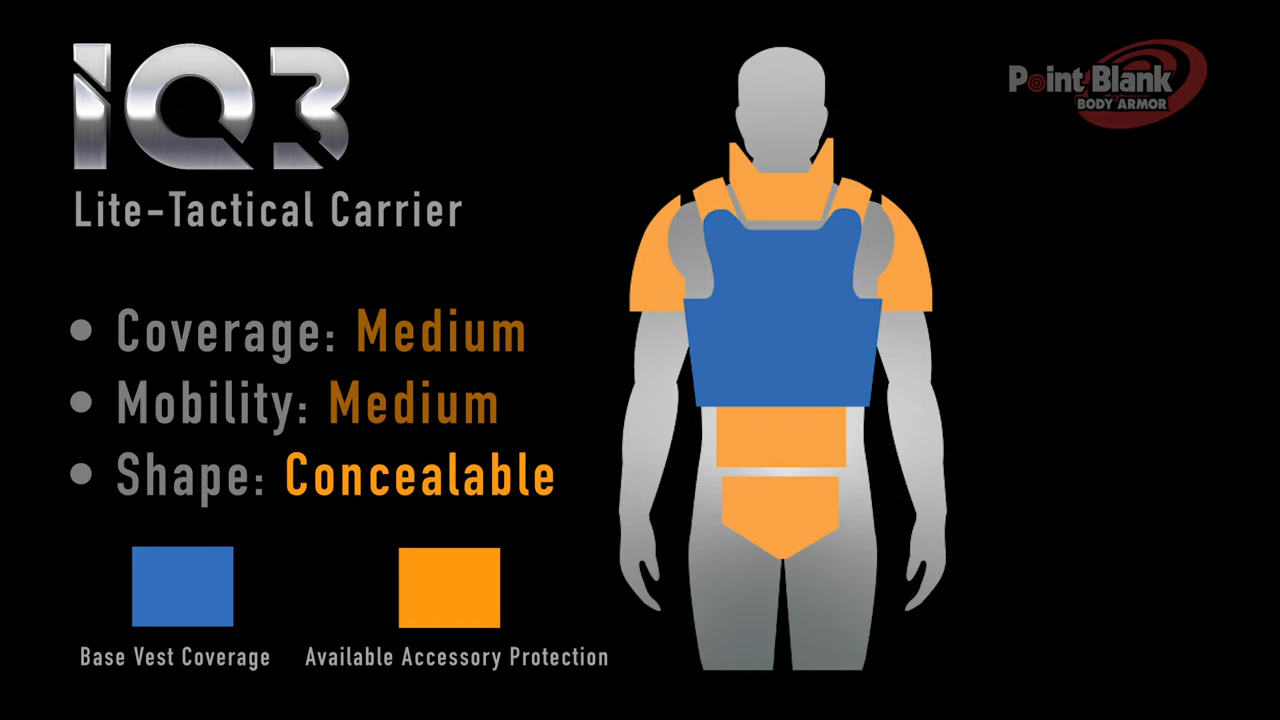 IQ3
Lite-Tactical Carrier
Point Blank
BODY ARMOR
• Coverage: Medium
• Mobility: Medium
• Shape: Concealable
Base Vest Coverage
Available Accessory Protection